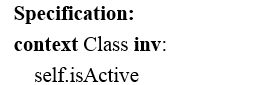 Specification:
context Class inv:
self.isActive